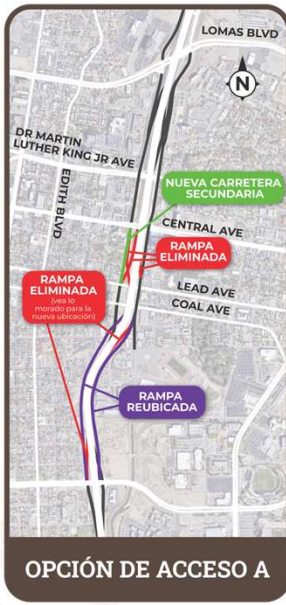 LOMAS BLVD
N
DR MARTIN
LUTHER KING JR AVE
EDITH BLVD
NUEVA CARRETERA
SECUNDARIA
CENTRAL AVE
RAMPA
ELIMINADA
LEAD AVE
COAL AVE
RAMPA
ELIMINADA
(vea lo
morado para la
nueva ubicación)
RAMPA
REUBICADA
OPCIÓN DE ACCESO A